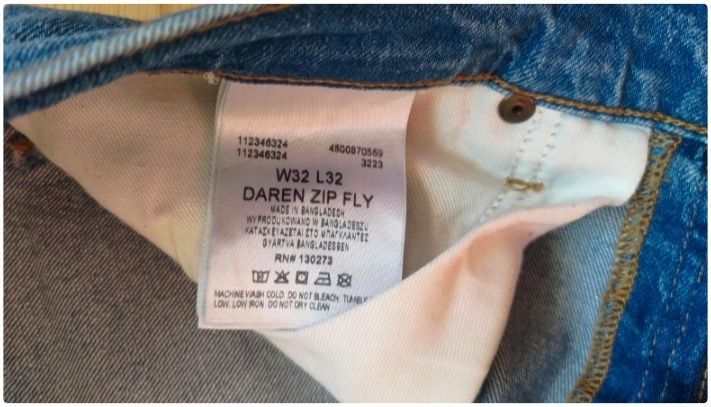 112346324
112346324
4500870559
3223
W32 L32
DAREN ZIP FLY
MADE IN BANGLADESH
WYPRODUKOWANO W BANGLADESZU
ΚΑΤΑΣΚΕΥΑΖΕΤΑΙ ΣΤΟ ΜΠΑΓΚΛΑΝΤΕΣ
GYÁRTVA BANGLADESBEN
RN# 130273
MACHINE WASH COLD. DO NOT BLEACH. TUMBLE
LOW. LOW IRON DO NOT DRY CLEAN